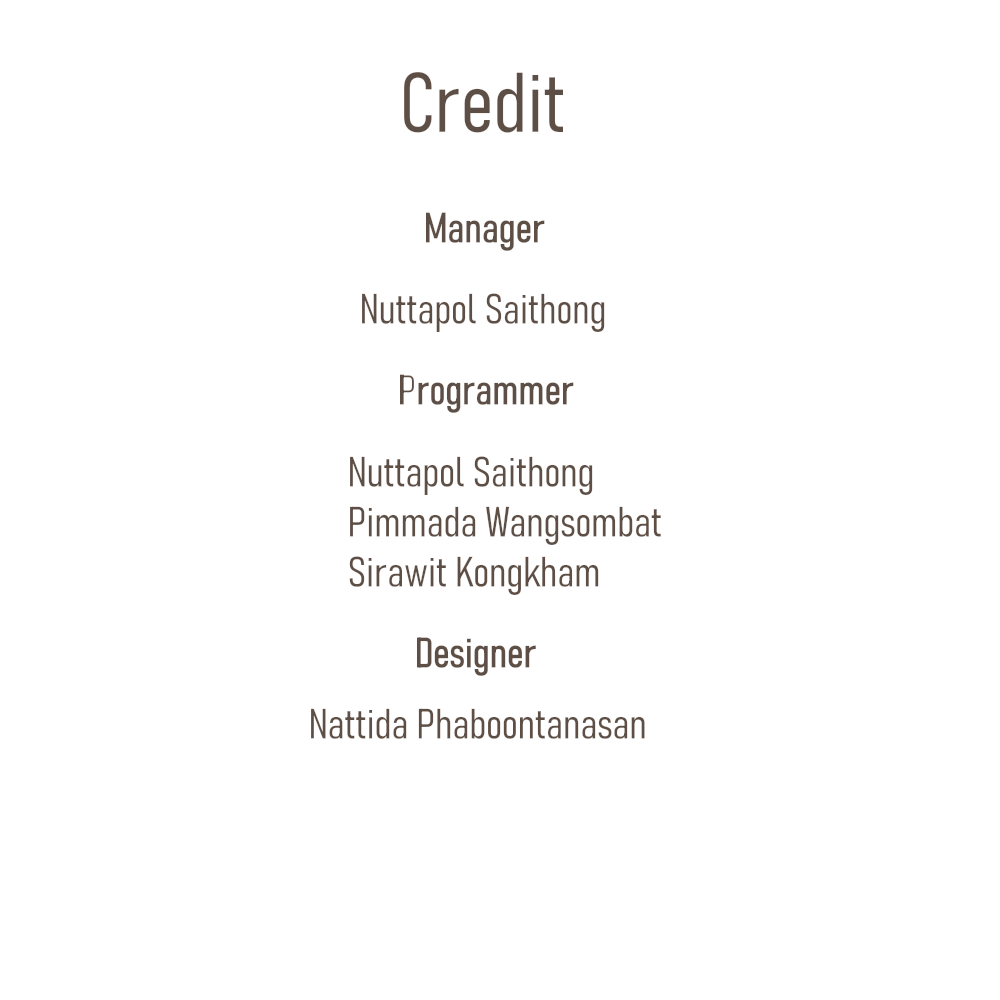 Credit
Manager
Nuttapol Saithong
Programmer
Nuttapol Saithong
Pimmada Wangsombat
Sirawit Kongkham
Designer
Nattida Phaboontanasan